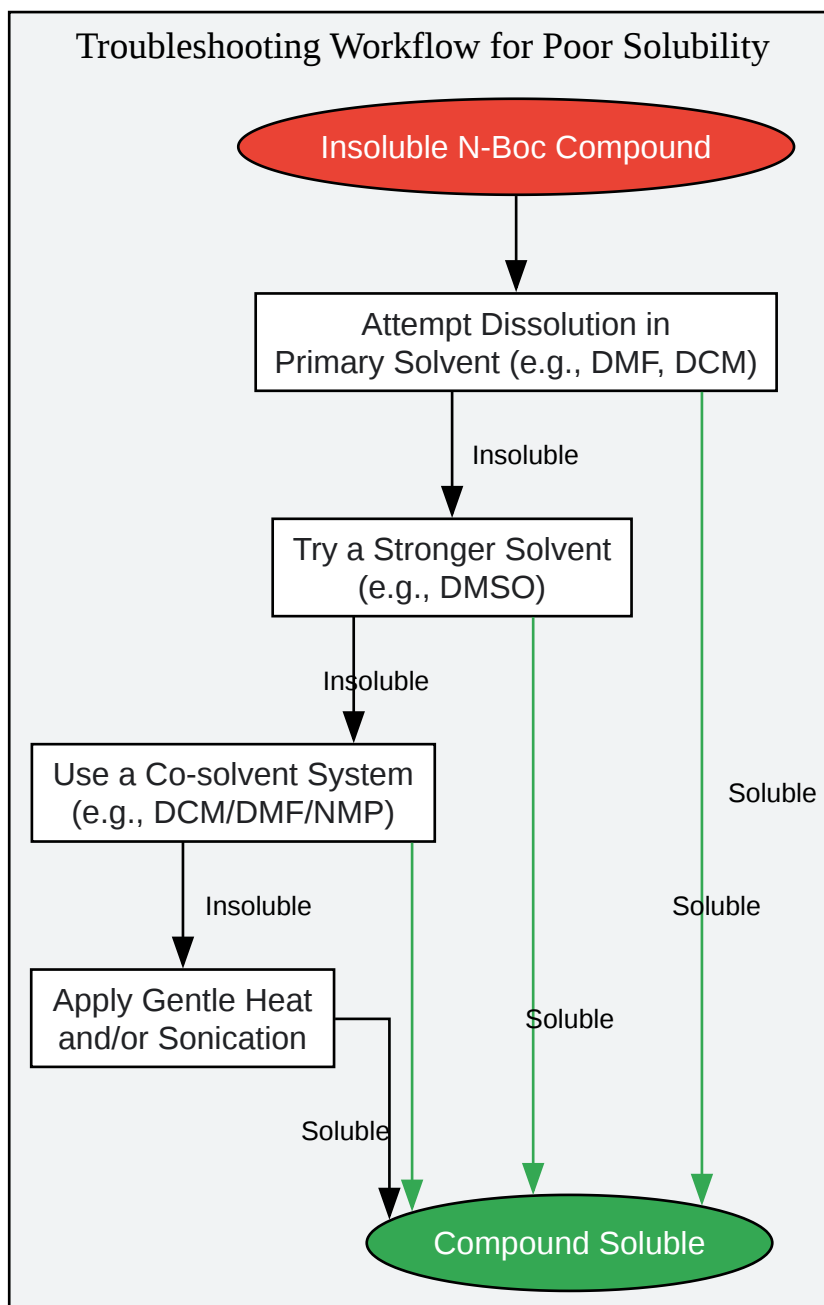 Troubleshooting Workflow for Poor Solubility
Insoluble N-Boc Compound
Attempt Dissolution in
Primary Solvent (e.g., DMF, DCM)
Insoluble
Try a Stronger Solvent
(e.g., DMSO)
Insoluble
Use a Co-solvent System
(e.g., DCM/DMF/NMP)
Soluble
Insoluble
Soluble
Apply Gentle Heat
and/or Sonication
Soluble
Soluble
Compound Soluble